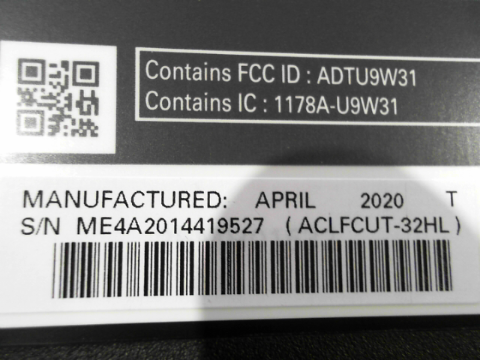 Contains FCC ID : ADTU9W31
Contains IC : 1178A-U9W31
MANUFACTURED: APRIL 2020 T
S/N ME4A2014419527 ( ACLFCUT-32HL )